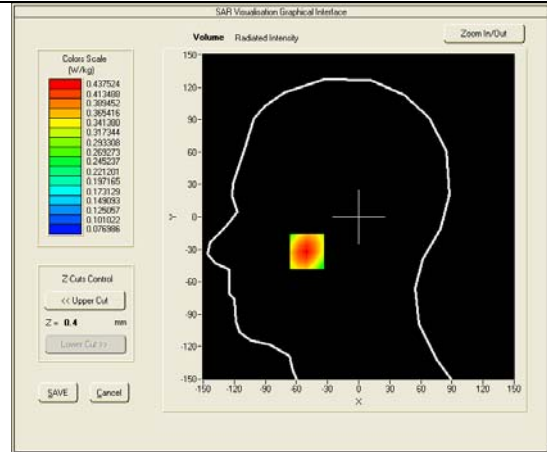 SAR Visualisation Graphical Interface
Volume Radiated Intensity
Zoom In/Out
Colors Scale
(W/kg)
0.437524
0.413488
0.389452
0.365416
0.341380
0.317344
0.293308
0.269273
0.245237
0.221201
0.197165
0.173129
0.149093
0.125057
0.101022
0.076986
Z Cuts Control
<< Upper Cut
Z = 0.4 mm
Lower Cut >>
SAVE Cancel
150
120
90
60
30
0
-30
-60
-90
-120
-150
Y
-150 -120 -90 -60 -30 0 30 60 90 120 150
X